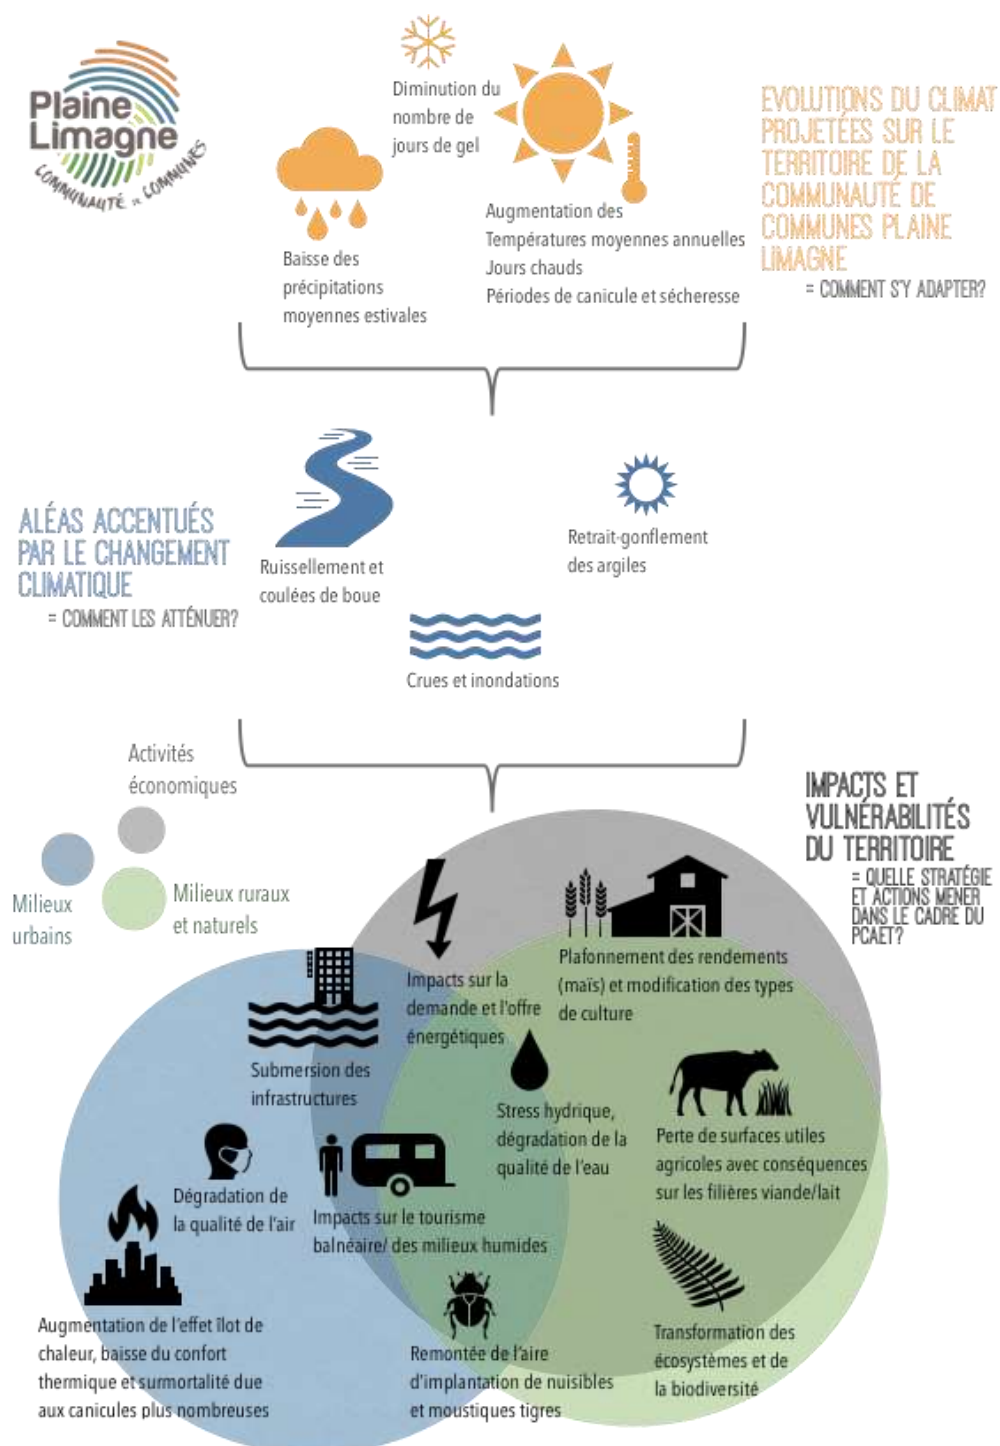 Plaine
Limagne
COMMUNAUTÉ DE COMMUNES
Diminution du
nombre de
jours de gel
Baisse des
précipitations
moyennes estivales
Augmentation des
Températures moyennes annuelles
Jours chauds
Périodes de canicule et sécheresse
EVOLUTIONS DU CLIMAT
PROJETÉES SUR LE
TERRITOIRE DE LA
COMMUNAUTÉ DE
COMMUNES PLAINE
LIMAGNE
= COMMENT S'Y ADAPTER?
ALÉAS ACCENTUÉS
PAR LE CHANGEMENT
CLIMATIQUE
= COMMENT LES ATTÉNUER?
Ruissellement et
coulées de boue
Retrait-gonflement
des argiles
Crues et inondations
Activités
économiques
Milieux
urbains
Milieux ruraux
et naturels
IMPACTS ET
VULNÉRABILITÉS
DU TERRITOIRE
= QUELLE STRATÉGIE
ET ACTIONS MENER
DANS LE CADRE DU
PCAET?
Impacts sur la
demande et l'offre
énergétiques
Plafonnement des rendements
(maïs) et modification des types
de culture
Submersion des
infrastructures
Stress hydrique,
dégradation de la
qualité de l'eau
Perte de surfaces utiles
agricoles avec conséquences
sur les filières viande/lait
Dégradation de
la qualité de l'air
Impacts sur le tourisme
balnéaire/ des milieux humides
Augmentation de l'effet îlot de
chaleur, baisse du confort
thermique et surmortalité due
aux canicules plus nombreuses
Remontée de l'aire
d'implantation de nuisibles
et moustiques tigres
Transformation des
écosystèmes et de
la biodiversité